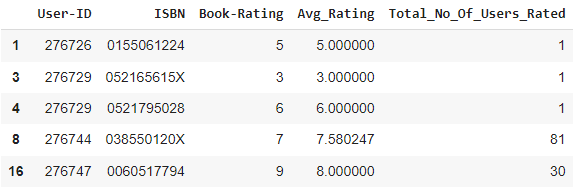 User-ID ISBN Book-Rating Avg_Rating Total_No_Of_Users_Rated
1 276726 0155061224 5 5.000000 1
3 276729 052165615X 3 3.000000 1
4 276729 0521795028 6 6.000000 1
8 276744 038550120X 7 7.580247 81
16 276747 0060517794 9 8.000000 30